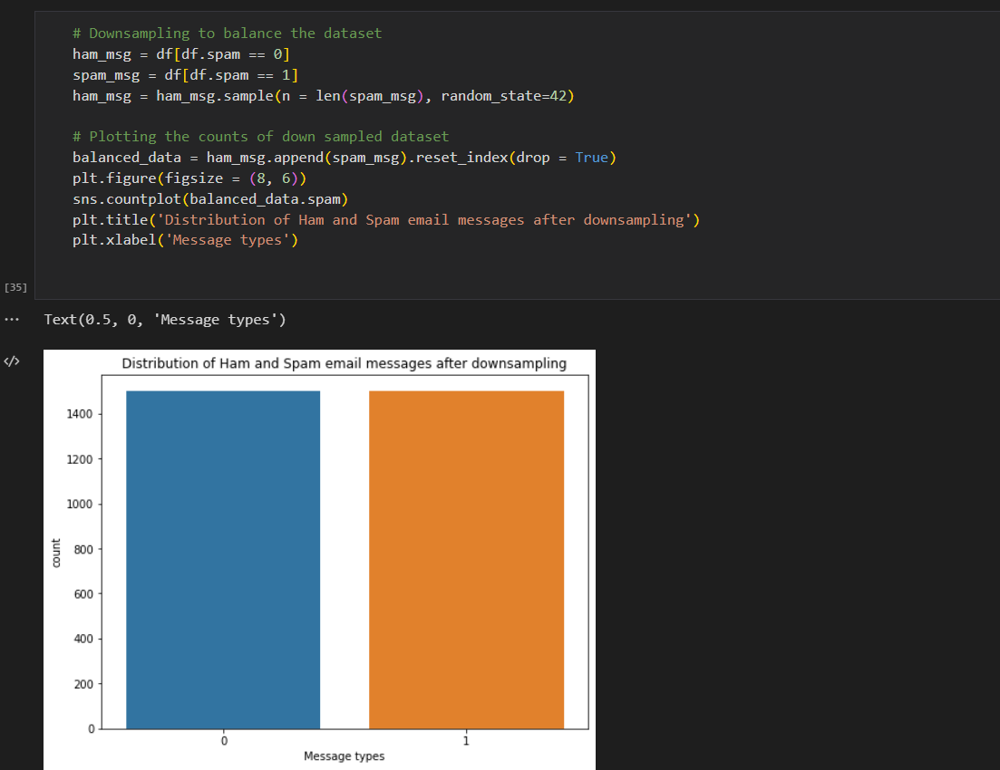 # Downsampling to balance the dataset
ham_msg = df[df.spam == 0]
spam_msg = df[df.spam == 1]
ham_msg = ham_msg.sample(n = len(spam_msg), random_state=42)
# Plotting the counts of down sampled dataset
balanced_data = ham_msg.append(spam_msg).reset_index(drop = True)
plt.figure(figsize = (8, 6))
sns.countplot(balanced_data.spam)
plt.title('Distribution of Ham and Spam email messages after downsampling')
plt.xlabel('Message types')
[35]
... Text(0.5, 0, 'Message types')
</>
Distribution of Ham and Spam email messages after downsampling
1400
1200
1000
800
600
400
200
0
count
0 1
Message types